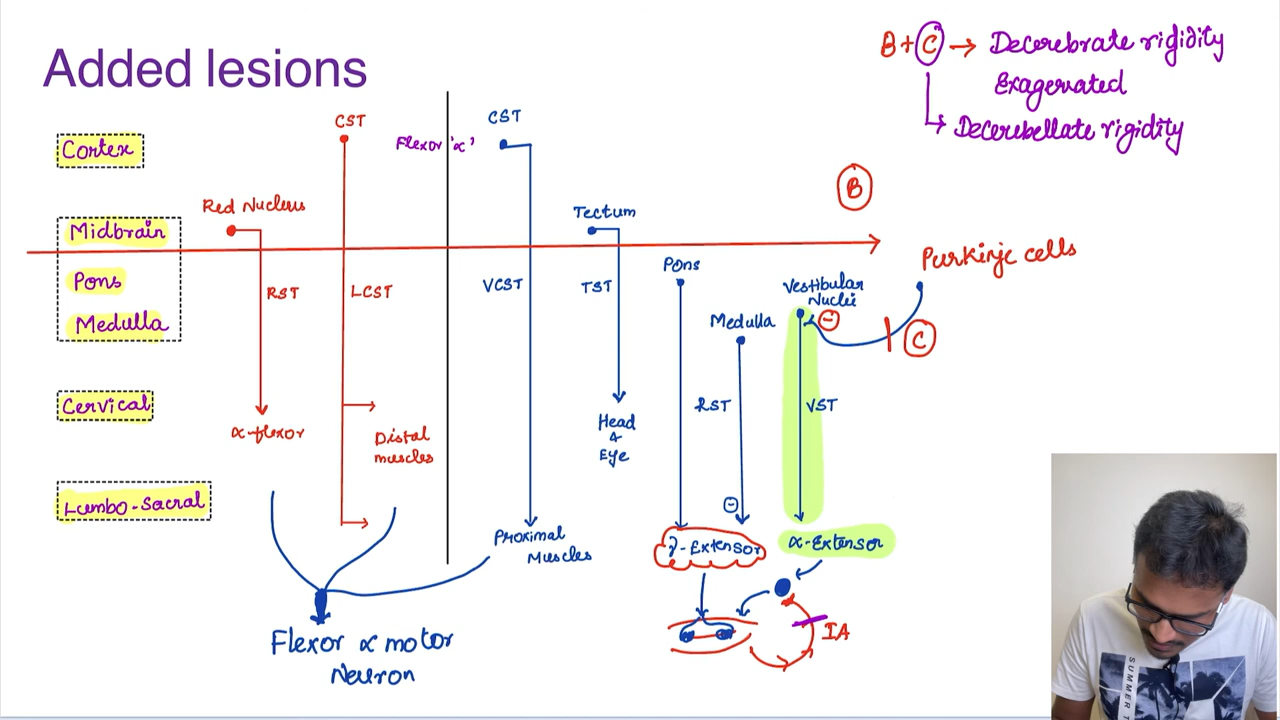 Added lesions
B + C → Decerebrate rigidity
Exagerated
Decerebellate rigidity
CST
CST
Flexor 'α'
Cortex
B
Red Nucleus
Tectum
Midbrain
Purkinje cells
Pons
Pons
RST
LCST
VCST
TST
Vestibular
Nuclei
Medulla
Medulla
C
Cervical
RST
VST
α-flexor
Distal
muscles
Head
&
Eye
Lumbo-Sacral
Proximal
Muscles
γ-Extensor
α-Extensor
IA
Flexor α motor
Neuron
SUMMER